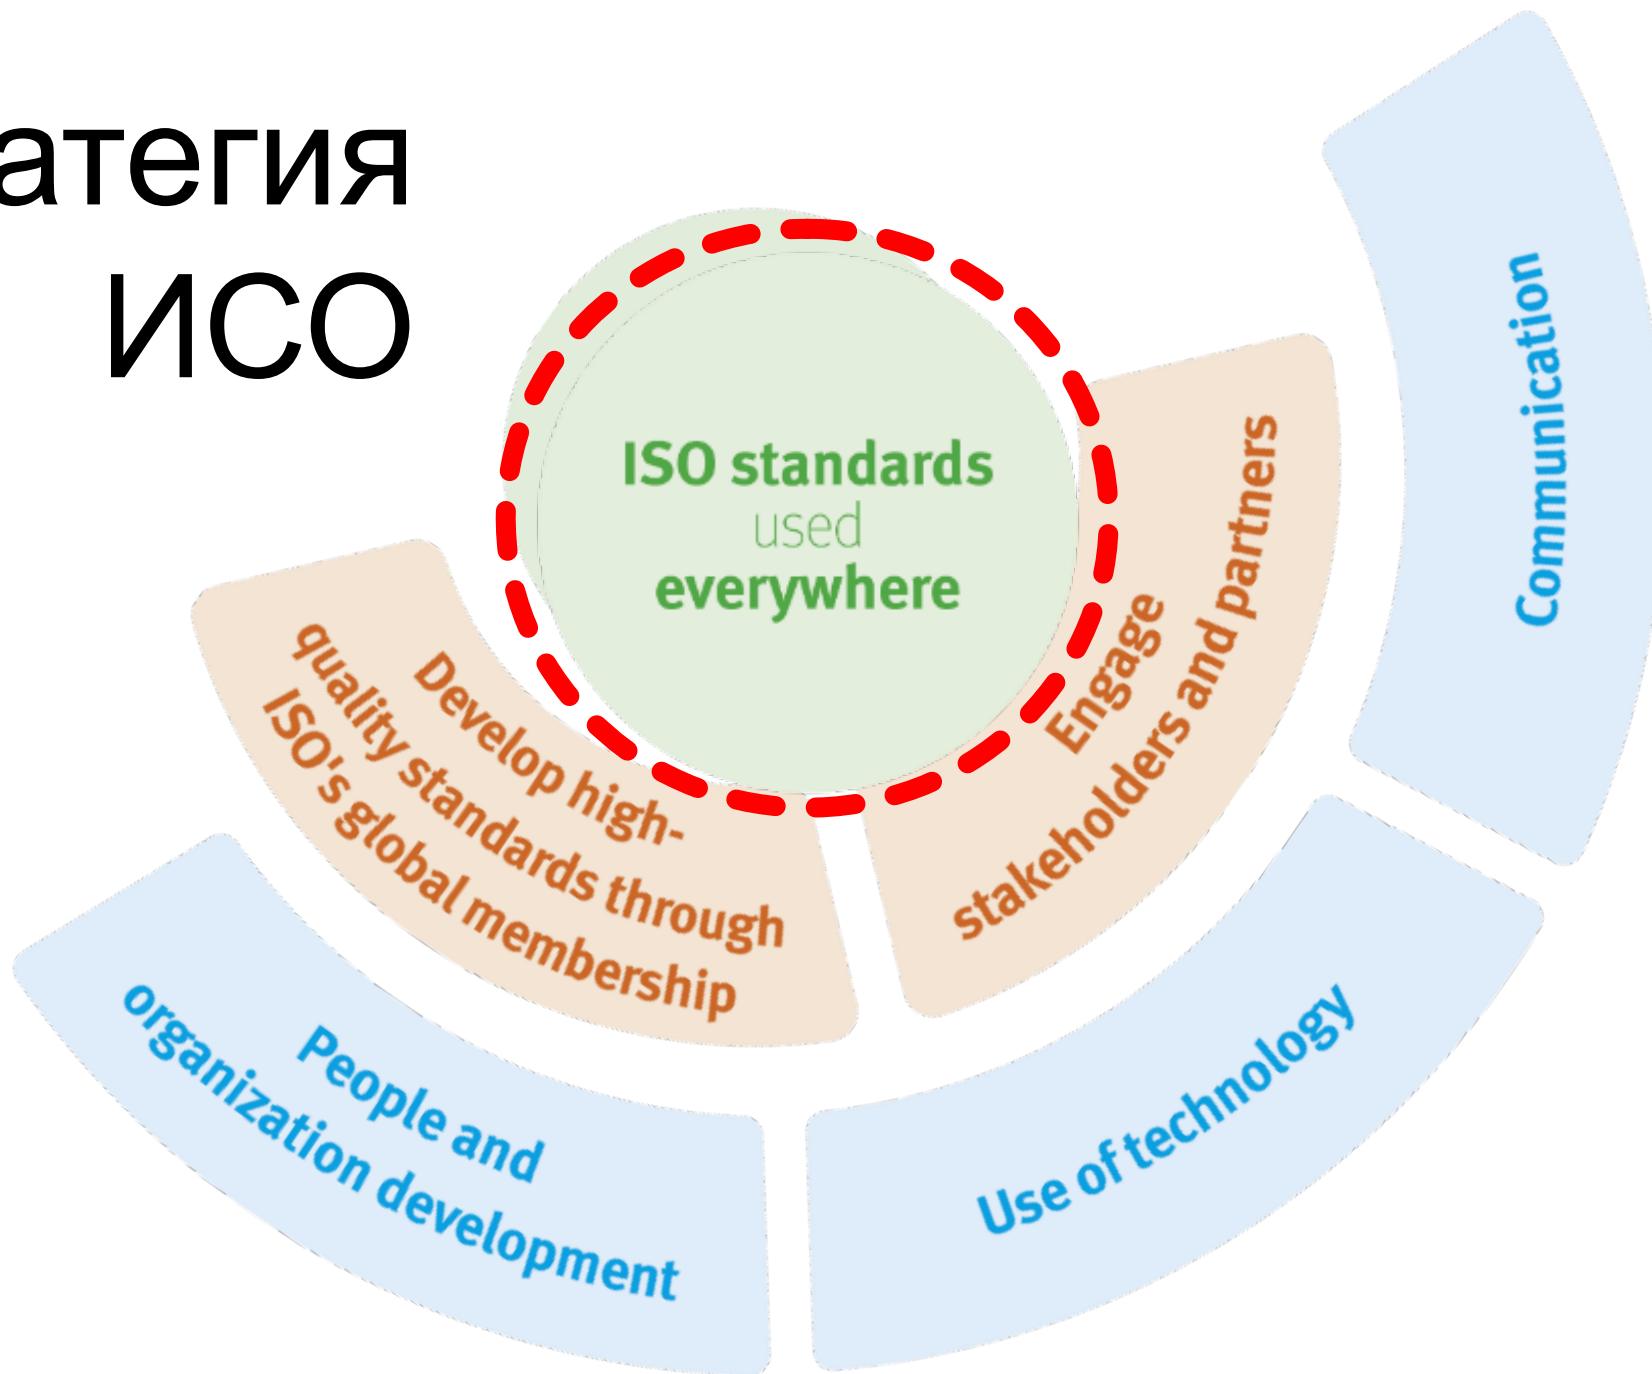 атегия
ИСО
ISO standards
used
everywhere
Develop high-
quality standards through
ISO's global membership
Engage
stakeholders and partners
People and
organization development
Use of technology
Communication